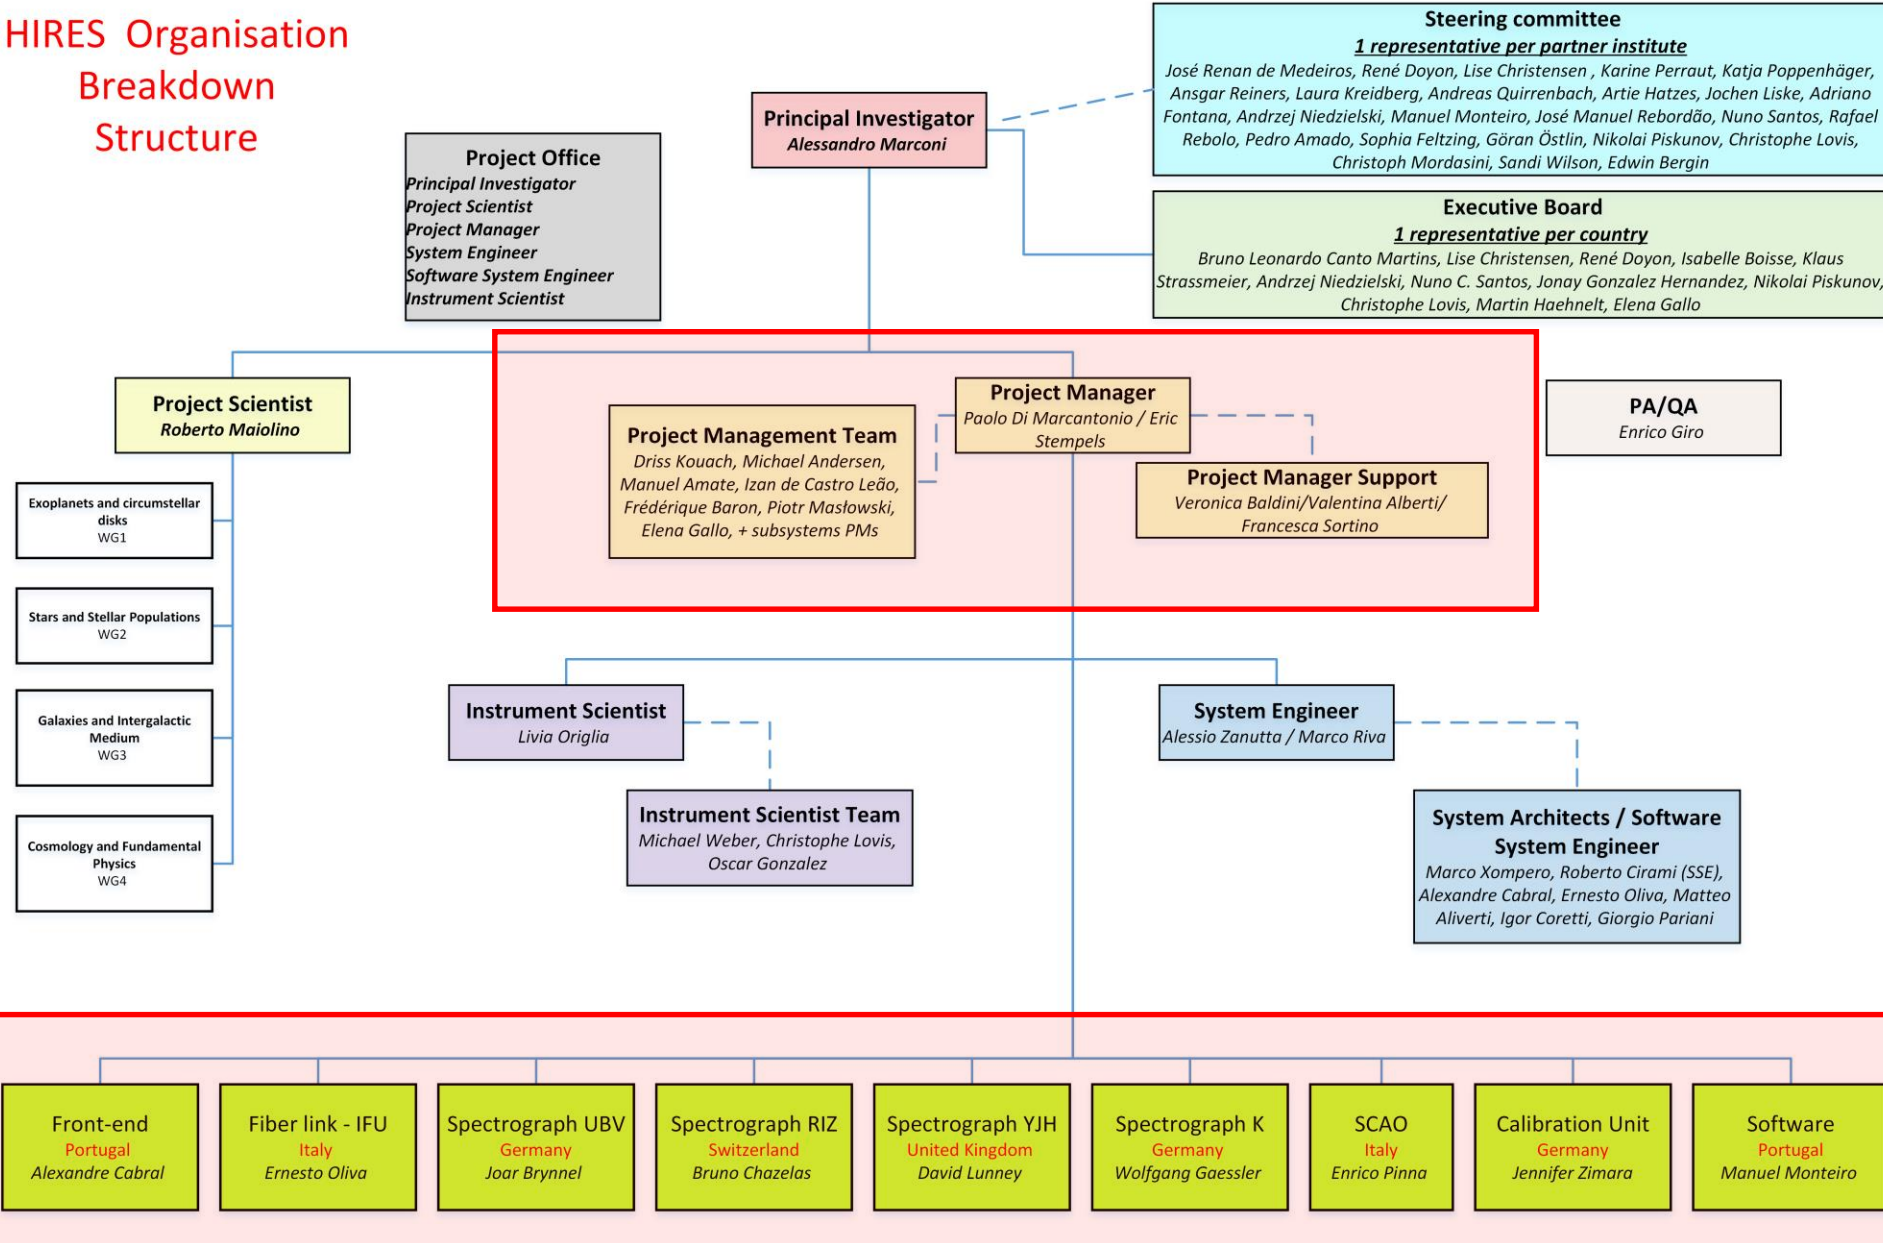 HIRES Organisation
Breakdown
Structure
Steering committee
1 representative per partner institute
José Renan de Medeiros, René Doyon, Lise Christensen , Karine Perraut, Katja Poppenhäger,
Ansgar Reiners, Laura Kreidberg, Andreas Quirrenbach, Artie Hatzes, Jochen Liske, Adriano
Fontana, Andrzej Niedzielski, Manuel Monteiro, José Manuel Rebordão, Nuno Santos, Rafael
Rebolo, Pedro Amado, Sophia Feltzing, Göran Östlin, Nikolai Piskunov, Christophe Lovis,
Christoph Mordasini, Sandi Wilson, Edwin Bergin
Principal Investigator
Alessandro Marconi
Project Office
Principal Investigator
Project Scientist
Project Manager
System Engineer
Software System Engineer
Instrument Scientist
Executive Board
1 representative per country
Bruno Leonardo Canto Martins, Lise Christensen, René Doyon, Isabelle Boisse, Klaus
Strassmeier, Andrzej Niedzielski, Nuno C. Santos, Jonay Gonzalez Hernandez, Nikolai Piskunov,
Christophe Lovis, Martin Haehnelt, Elena Gallo
Project Scientist
Roberto Maiolino
Project Manager
Paolo Di Marcantonio / Eric
Stempels
PA/QA
Enrico Giro
Project Management Team
Driss Kouach, Michael Andersen,
Manuel Amate, Izan de Castro Leão,
Frédérique Baron, Piotr Masłowski,
Elena Gallo, + subsystems PMs
Project Manager Support
Veronica Baldini/Valentina Alberti/
Francesca Sortino
Exoplanets and circumstellar
disks
WG1
Stars and Stellar Populations
WG2
Galaxies and Intergalactic
Medium
WG3
Cosmology and Fundamental
Physics
WG4
Instrument Scientist
Livia Origlia
System Engineer
Alessio Zanutta / Marco Riva
Instrument Scientist Team
Michael Weber, Christophe Lovis,
Oscar Gonzalez
System Architects / Software
System Engineer
Marco Xompero, Roberto Cirami (SSE),
Alexandre Cabral, Ernesto Oliva, Matteo
Aliverti, Igor Coretti, Giorgio Pariani
Front-end
Portugal
Alexandre Cabral
Fiber link - IFU
Italy
Ernesto Oliva
Spectrograph UBV
Germany
Joar Brynnel
Spectrograph RIZ
Switzerland
Bruno Chazelas
Spectrograph YJH
United Kingdom
David Lunney
Spectrograph K
Germany
Wolfgang Gaessler
SCAO
Italy
Enrico Pinna
Calibration Unit
Germany
Jennifer Zimara
Software
Portugal
Manuel Monteiro